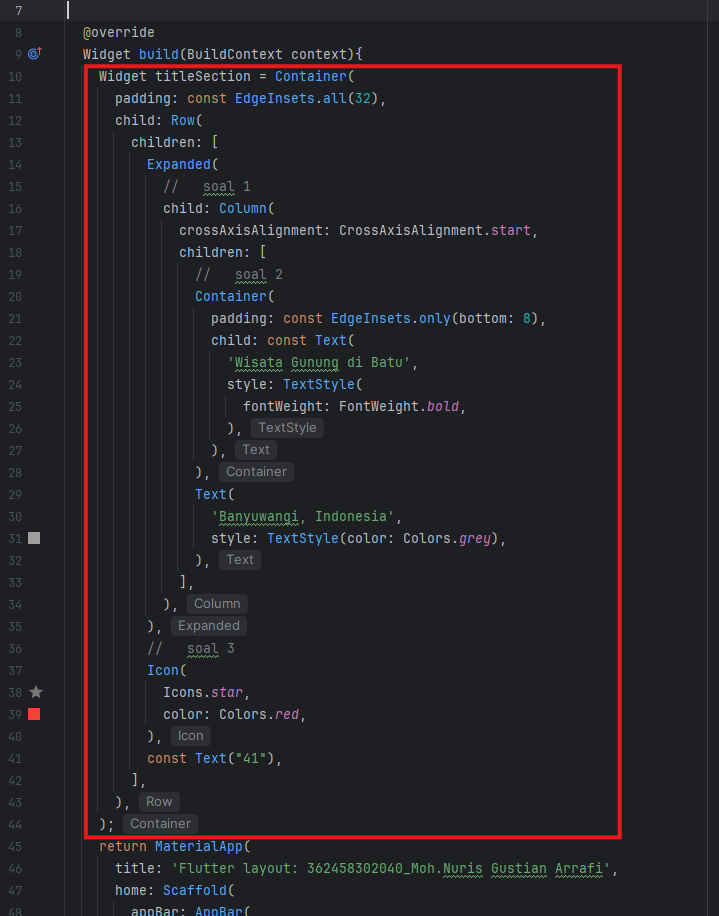 7
8 @override
9 Widget build(BuildContext context){
10 Widget titleSection = Container(
11 padding: const EdgeInsets.all(32),
12 child: Row(
13 children: [
14 Expanded(
15 // soal 1
16 child: Column(
17 crossAxisAlignment: CrossAxisAlignment.start,
18 children: [
19 // soal 2
20 Container(
21 padding: const EdgeInsets.only(bottom: 8),
22 child: const Text(
23 'Wisata Gunung di Batu',
24 style: TextStyle(
25 fontWeight: FontWeight.bold,
26 ), TextStyle
27 ), Text
28 ), Container
29 Text(
30 'Banyuwangi, Indonesia',
31 style: TextStyle(color: Colors.grey),
32 ), Text
33 ],
34 ), Column
35 ), Expanded
36 // soal 3
37 Icon(
38 Icons.star,
39 color: Colors.red,
40 ), Icon
41 const Text("41"),
42 ],
43 ), Row
44 ); Container
45 return MaterialApp(
46 title: 'Flutter layout: 362458302040_Moh.Nuris Gustian Arrafi',
47 home: Scaffold(
48 appBar: AppBar(